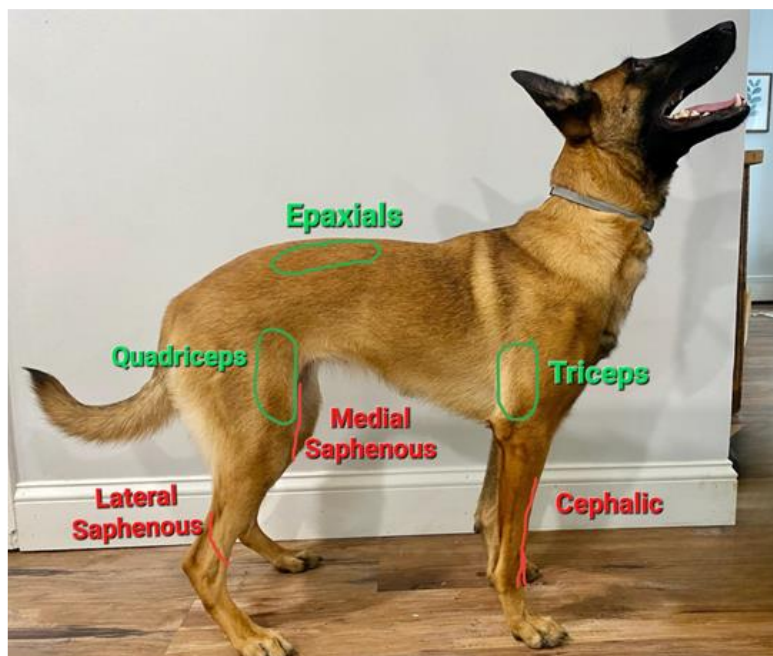 Epaxials
Quadriceps
Triceps
Medial
Saphenous
Lateral
Saphenous
Cephalic